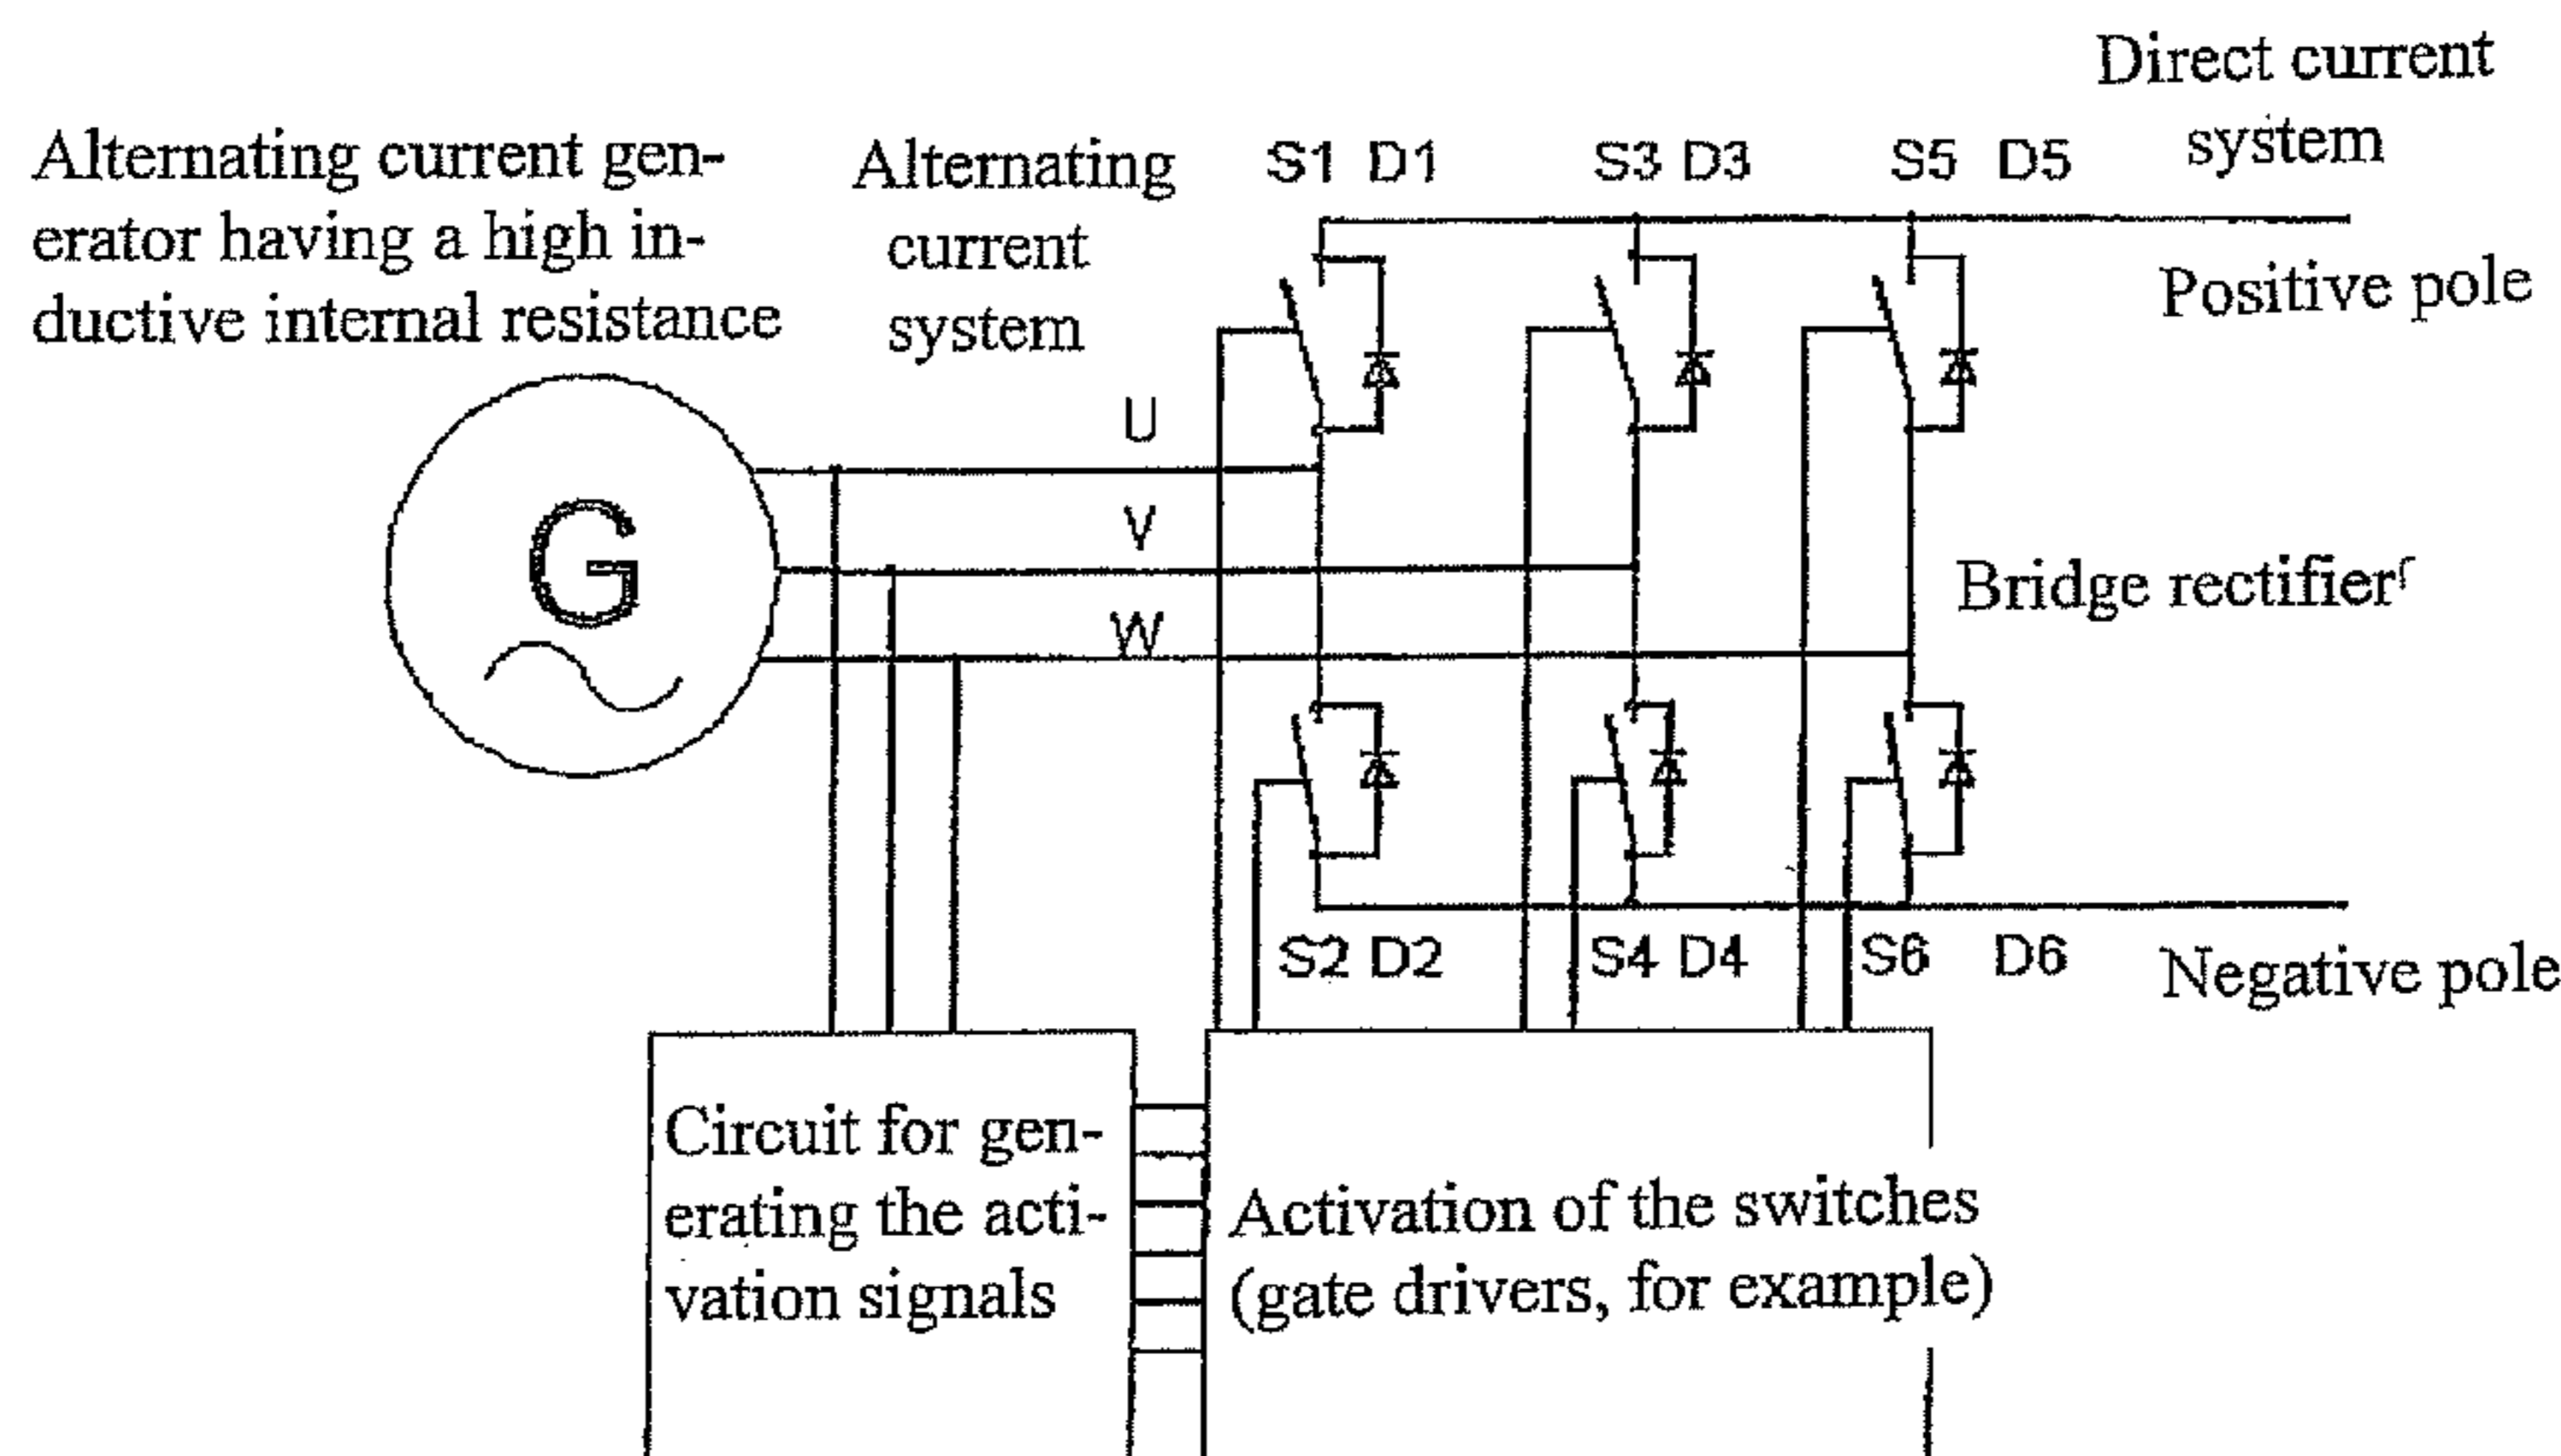 Direct current
system
Alternating current gen-
erator having a high in-
ductive internal resistance
Alternating
current
system
S1 D1
S3 D3
S5 D5
Positive pole
U
V
W
G
Bridge rectifier
S2 D2
S4 D4
S6 D6
Negative pole
Circuit for gen-
erating the acti-
vation signals
Activation of the switches
(gate drivers, for example)